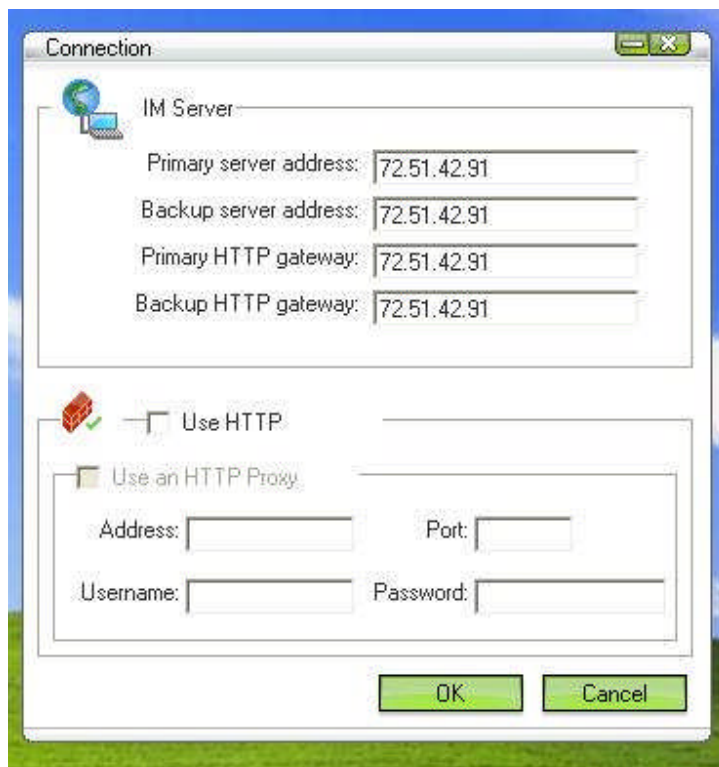 Connection
IM Server
Primary server address: 72.51.42.91
Backup server address: 72.51.42.91
Primary HTTP gateway: 72.51.42.91
Backup HTTP gateway: 72.51.42.91
Use HTTP
Use an HTTP Proxy
Address: Port:
Username: Password:
OK Cancel